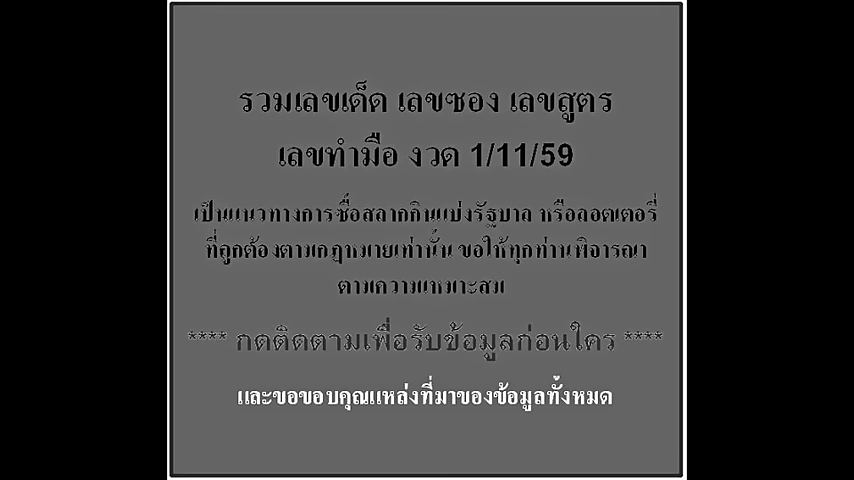 รวมเลขเด็ด เลขซอง เลขสูตร
เลขทำมือ งวด 1/11/59
เป็นแนวทางการซื้อสลากกินแบ่งรัฐบาล หรือลอตเตอรี่
ที่ถูกต้องตามกฎหมายเท่านั้น ขอให้ทุกท่านพิจารณา
ตามความเหมาะสม
**** กดติดตามเพื่อรับข้อมูลก่อนใคร ****
และขอขอบคุณแหล่งที่มาของข้อมูลทั้งหมด